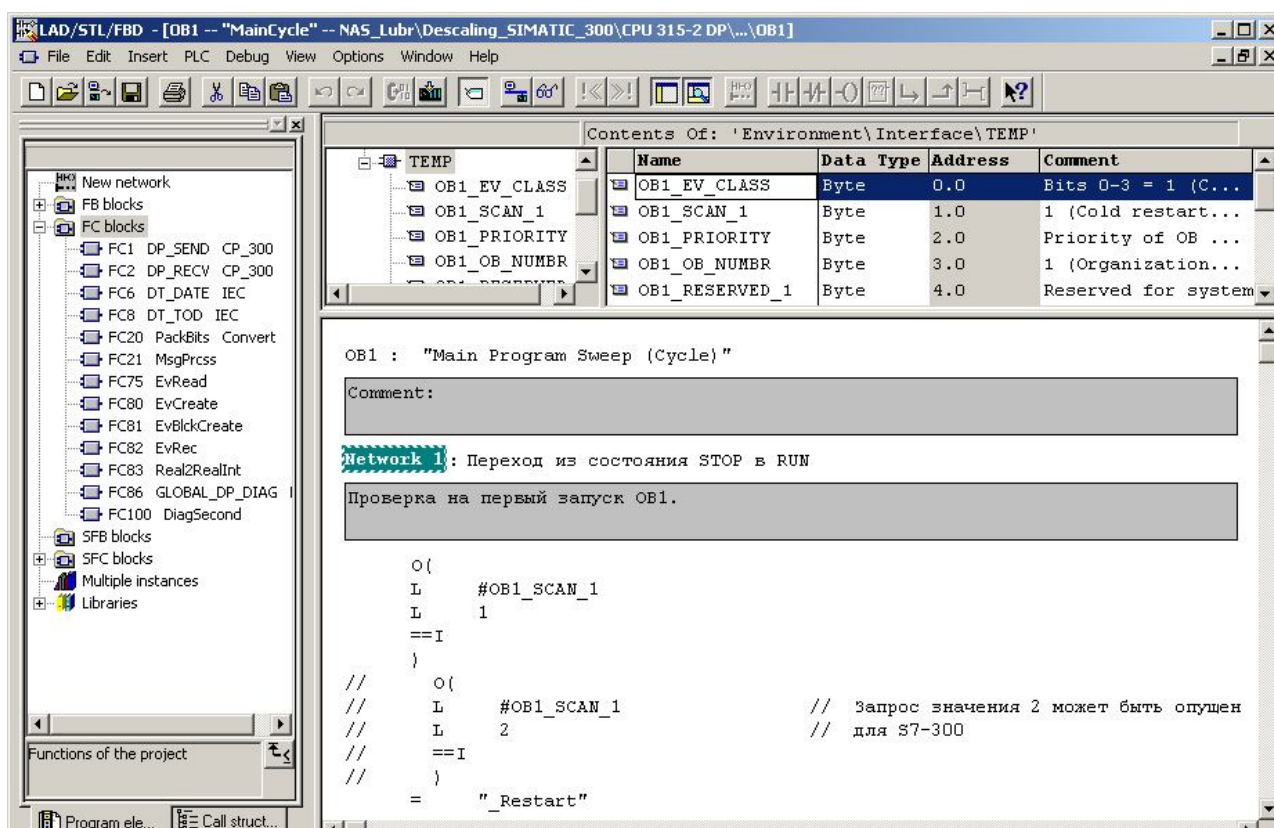 LAD/STL/FBD - [OB1 -- "MainCycle" -- NAS_Lubr\Descaling_SIMATIC_300\CPU 315-2 DP\...\OB1]
File Edit Insert PLC Debug View Options Window Help
Contents Of: 'Environment\Interface\TEMP'
New network
FB blocks
FC blocks
FC1 DP_SEND CP_300
FC2 DP_RECV CP_300
FC6 DT_DATE IEC
FC8 DT_TOD IEC
FC20 PackBits Convert
FC21 MsgPrcss
FC75 EvRead
FC80 EvCreate
FC81 EvBlckCreate
FC82 EvRec
FC83 Real2RealInt
FC86 GLOBAL_DP_DIAG
FC100 DiagSecond
SFB blocks
SFC blocks
Multiple instances
Libraries
Functions of the project
Program ele... Call struct...
TEMP
OB1_EV_CLASS
OB1_SCAN_1
OB1_PRIORITY
OB1_OB_NUMBR
Name Data Type Address Comment
OB1_EV_CLASS Byte 0.0 Bits 0-3 = 1 (C...
OB1_SCAN_1 Byte 1.0 1 (Cold restart...
OB1_PRIORITY Byte 2.0 Priority of OB ...
OB1_OB_NUMBR Byte 3.0 1 (Organization...
OB1_RESERVED_1 Byte 4.0 Reserved for system
OB1 : "Main Program Sweep (Cycle)"
Comment:
Network 1: Переход из состояния STOP в RUN
Проверка на первый запуск OB1.
O(
L #OB1_SCAN_1
L 1
==I
)
// O(
// L #OB1_SCAN_1 // Запрос значения 2 может быть опущен
// L 2 // для S7-300
// ==I
// )
= "_Restart"